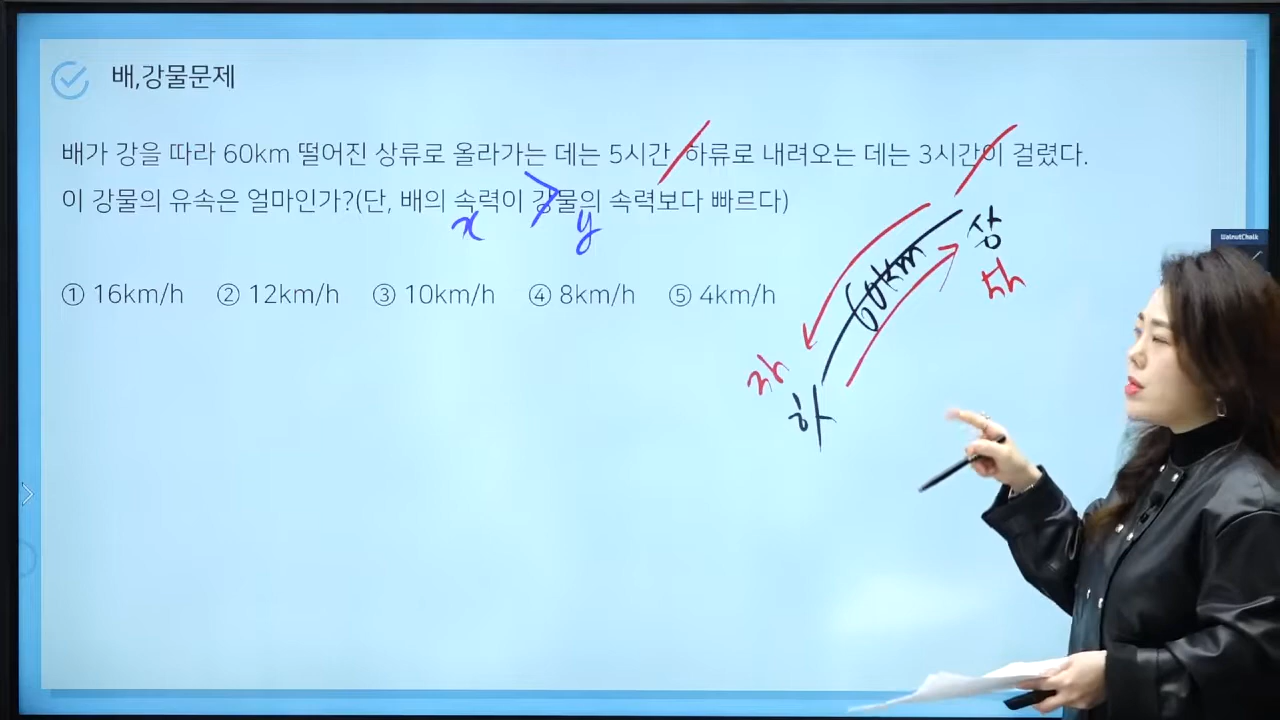 배,강물문제
배가 강을 따라 60km 떨어진 상류로 올라가는 데는 5시간, 하류로 내려오는 데는 3시간이 걸렸다.
이 강물의 유속은 얼마인가?(단, 배의 속력이 강물의 속력보다 빠르다)
x > y
① 16km/h ② 12km/h ③ 10km/h ④ 8km/h ⑤ 4km/h
상
5h
60km
3h
하
WalnutChalk